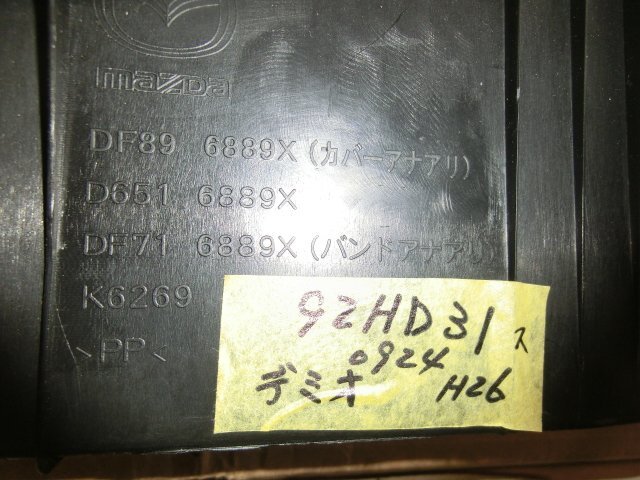 mazda
DF89 6889X (カバーアナアリ)
D651 6889X
DF71 6889X (バンドアナアリ)
K6269
>PP<
92HD31 ス
0924
デミオ H26